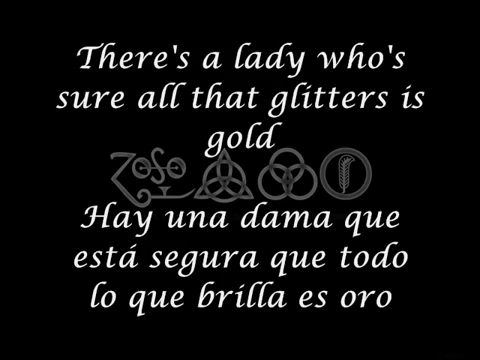 There's a lady who's
sure all that glitters is
gold
Hay una dama que
está segura que todo
lo que brilla es oro